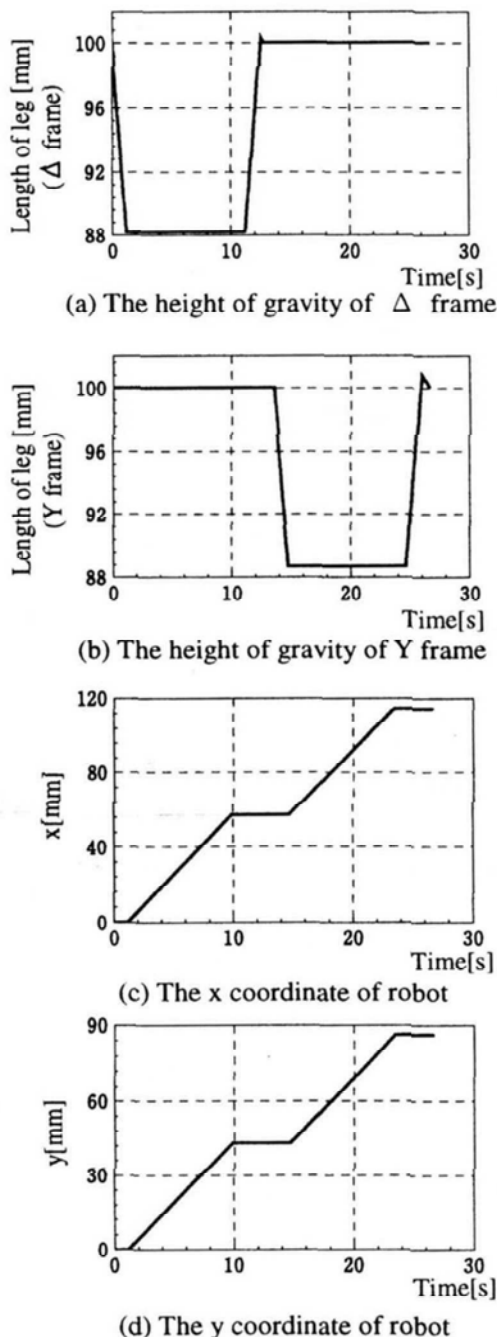 Length of leg [mm]
(Δ frame)
100
96
92
88
0
10
20
30
Time[s]
(a) The height of gravity of Δ frame
Length of leg [mm]
(Y frame)
100
96
92
88
0
10
20
30
Time[s]
(b) The height of gravity of Y frame
x[mm]
120
80
40
0
0
10
20
30
Time[s]
(c) The x coordinate of robot
y[mm]
90
60
30
0
0
10
20
30
Time[s]
(d) The y coordinate of robot